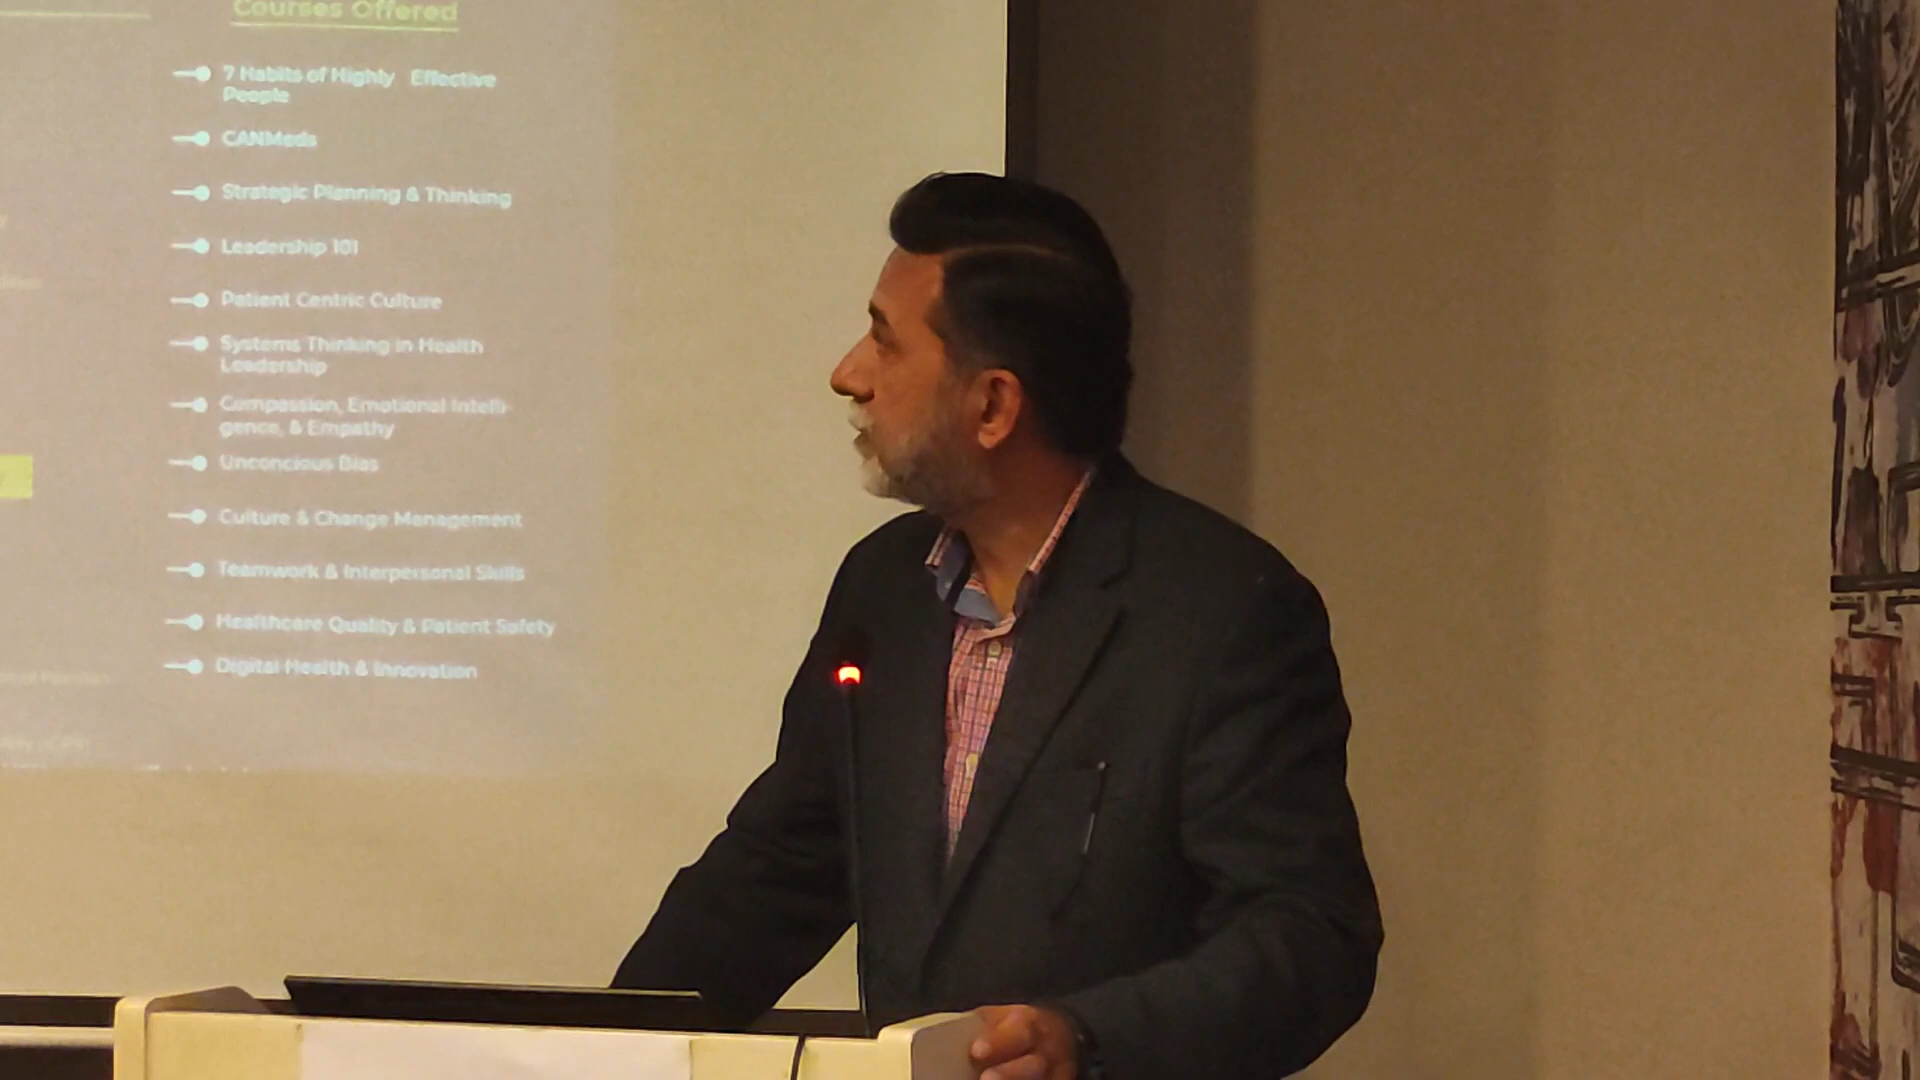 Courses Offered
7 Habits of Highly Effective
People
CANMeds
Strategic Planning & Thinking
Leadership 101
Patient Centric Culture
Systems Thinking in Health
Leadership
Compassion, Emotional Intelli-
gence, & Empathy
Unconcious Bias
Culture & Change Management
Teamwork & Interpersonal Skills
Healthcare Quality & Patient Safety
Digital Health & Innovation